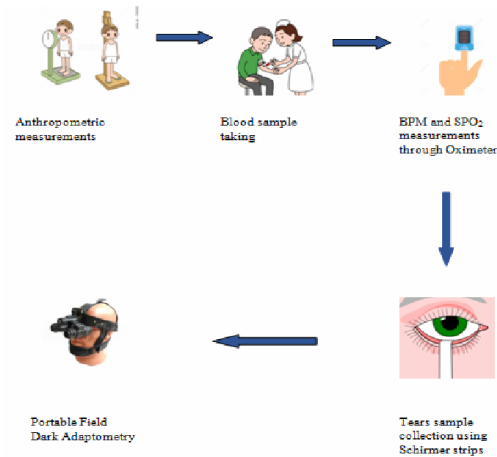 Anthropometric
measurements
Blood sample
taking
BPM and SPO₂
measurements
through Oximeter
Tears sample
collection using
Schirmer strips
Portable Field
Dark Adaptometry